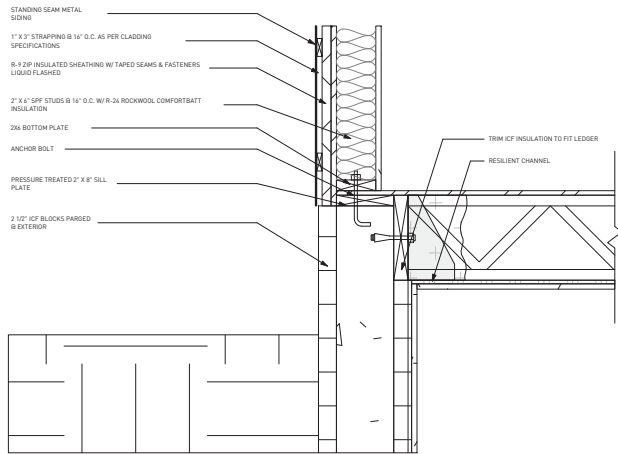 STANDING SEAM METAL
SIDING
1" X 3" STRAPPING @ 16" O.C. AS PER CLADDING
SPECIFICATIONS
R-9 ZIP INSULATED SHEATHING W/ TAPED SEAMS & FASTENERS
LIQUID FLASHED
2" X 6" SPF STUDS @ 16" O.C. W/ R-24 ROCKWOOL COMFORTBATT
INSULATION
2X6 BOTTOM PLATE
ANCHOR BOLT
PRESSURE TREATED 2" X 8" SILL
PLATE
2 1/2" ICF BLOCKS PARGED
@ EXTERIOR
TRIM ICF INSULATION TO FIT LEDGER
RESILIENT CHANNEL